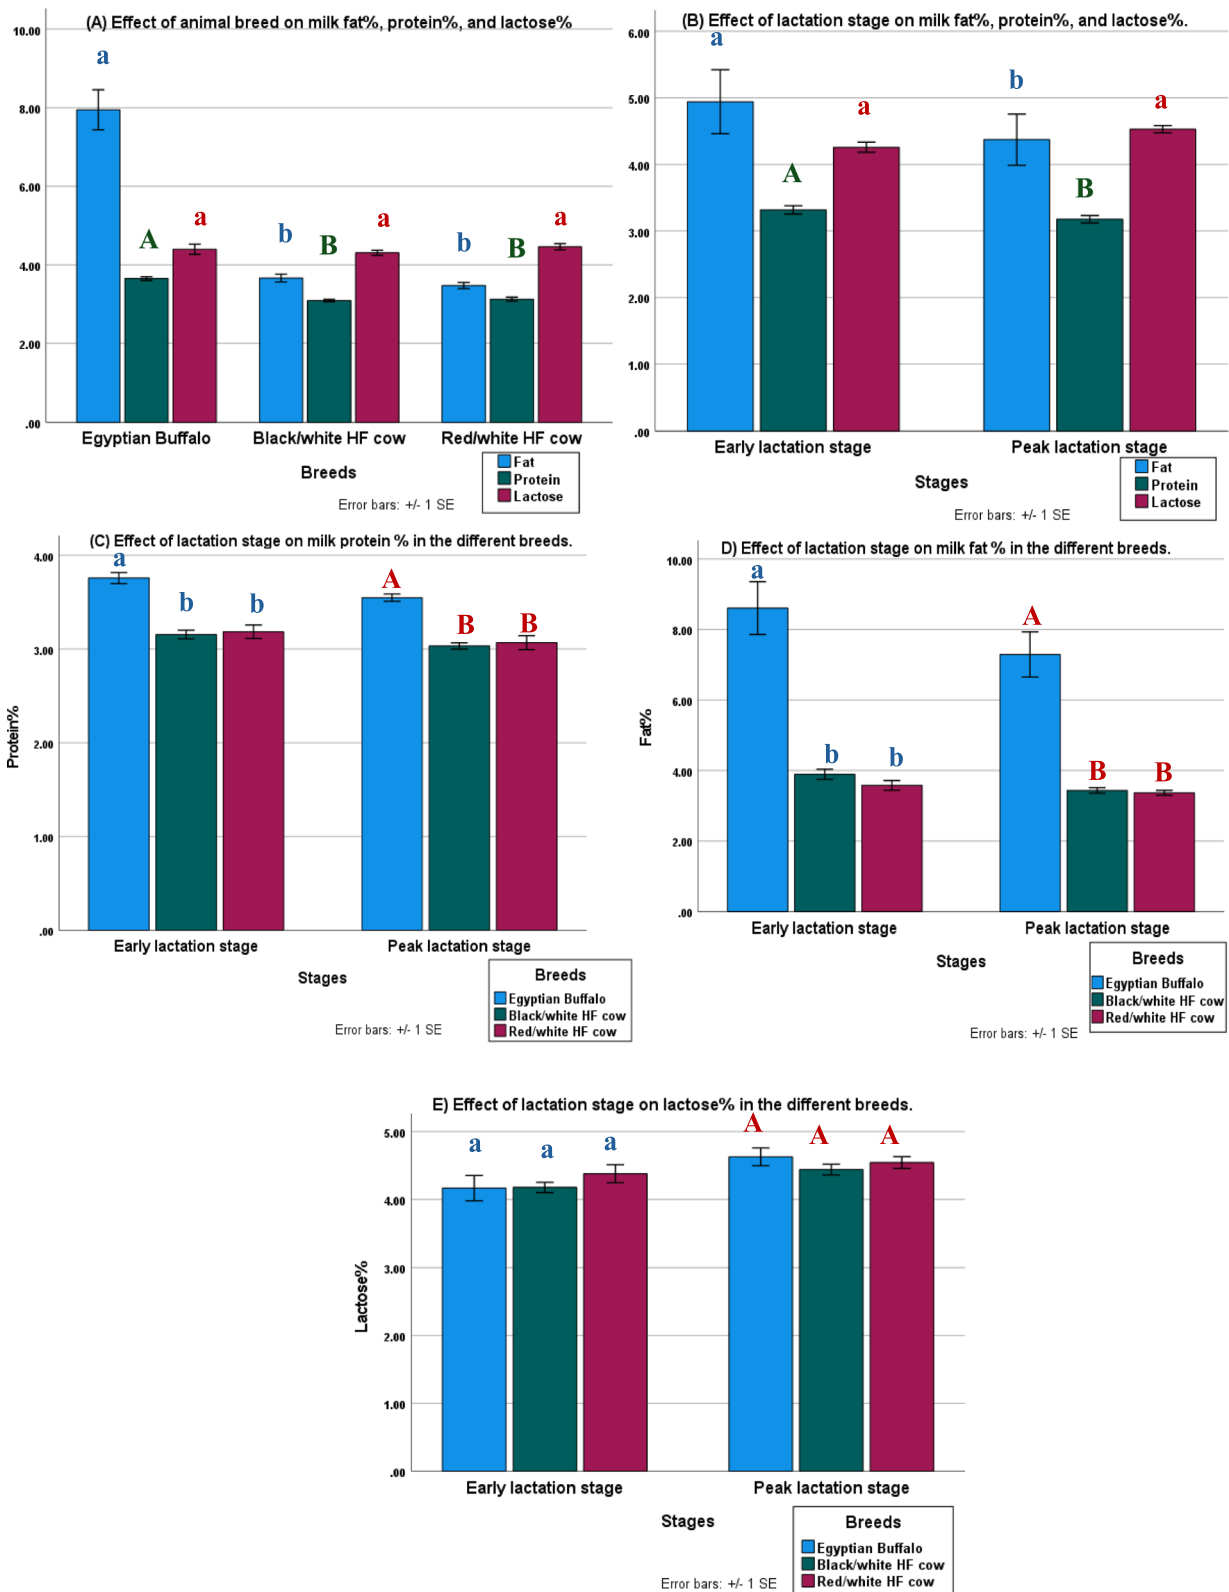 (A) Effect of animal breed on milk fat%, protein%, and lactose%
10.00
8.00
6.00
4.00
2.00
.00
a
A
a
b
B
a
b
B
a
Egyptian Buffalo
Black/white HF cow
Red/white HF cow
Breeds
Fat
Protein
Lactose
Error bars: +/- 1 SE
(B) Effect of lactation stage on milk fat%, protein%, and lactose%.
6.00
5.00
4.00
3.00
2.00
1.00
.00
a
A
a
b
B
a
Early lactation stage
Peak lactation stage
Stages
Fat
Protein
Lactose
Error bars: +/- 1 SE
(C) Effect of lactation stage on milk protein % in the different breeds.
Protein%
4.00
3.00
2.00
1.00
.00
a
b
b
A
B
B
Early lactation stage
Peak lactation stage
Stages
Breeds
Egyptian Buffalo
Black/white HF cow
Red/white HF cow
Error bars: +/- 1 SE
D) Effect of lactation stage on milk fat % in the different breeds.
Fat%
10.00
8.00
6.00
4.00
2.00
.00
a
b
b
A
B
B
Early lactation stage
Peak lactation stage
Stages
Breeds
Egyptian Buffalo
Black/white HF cow
Red/white HF cow
Error bars: +/- 1 SE
E) Effect of lactation stage on lactose% in the different breeds.
Lactose%
5.00
4.00
3.00
2.00
1.00
.00
a
a
a
A
A
A
Early lactation stage
Peak lactation stage
Stages
Breeds
Egyptian Buffalo
Black/white HF cow
Red/white HF cow
Error bars: +/- 1 SE